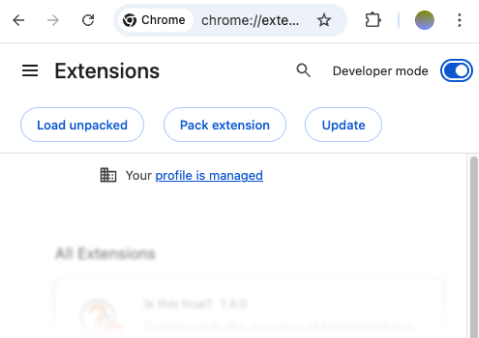 Chrome chrome://exte...
Extensions Developer mode
Load unpacked Pack extension Update
Your profile is managed
All Extensions
Is this true? 1.4.0
Quickly verify the accuracy of highlighted text